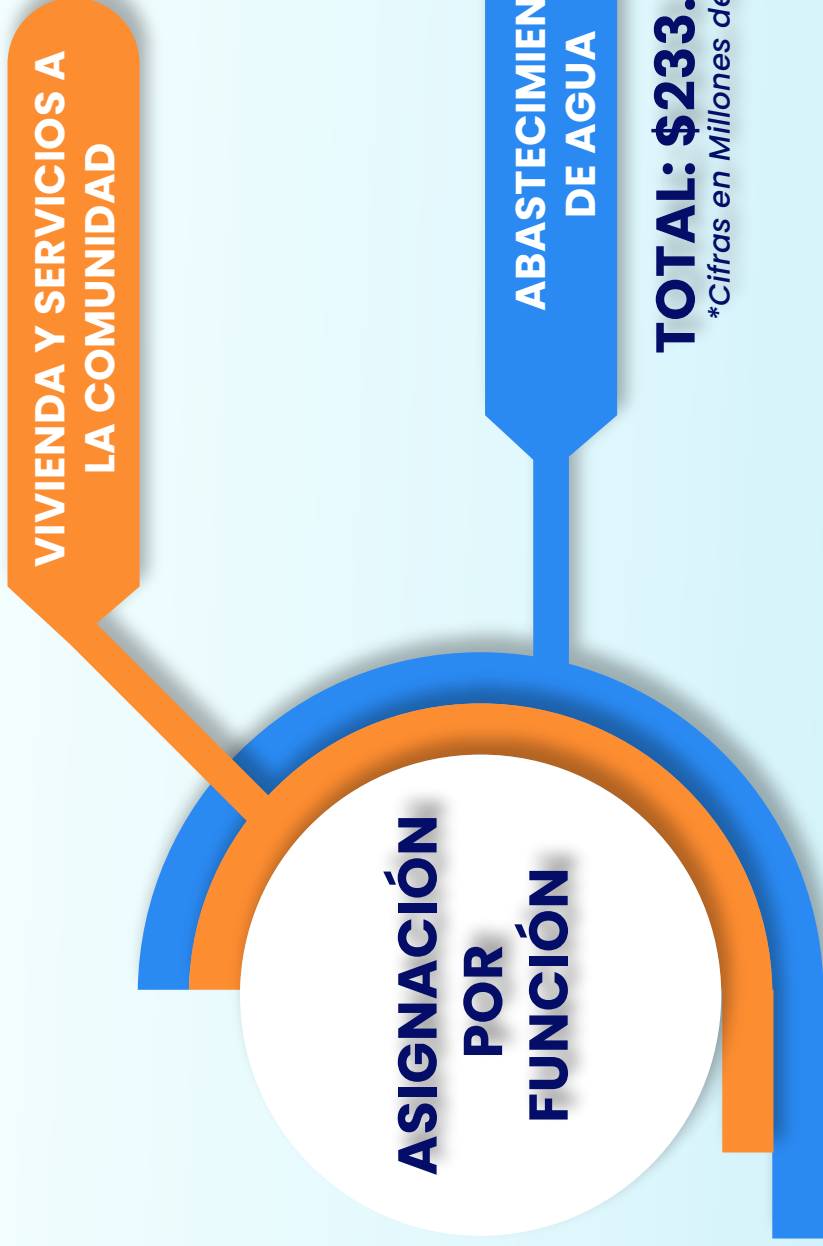 ASIGNACIÓN
POR
FUNCIÓN
VIVIENDA Y SERVICIOS A
LA COMUNIDAD
ABASTECIMIEN
DE AGUA
TOTAL: $233.
*Cifras en Millones de